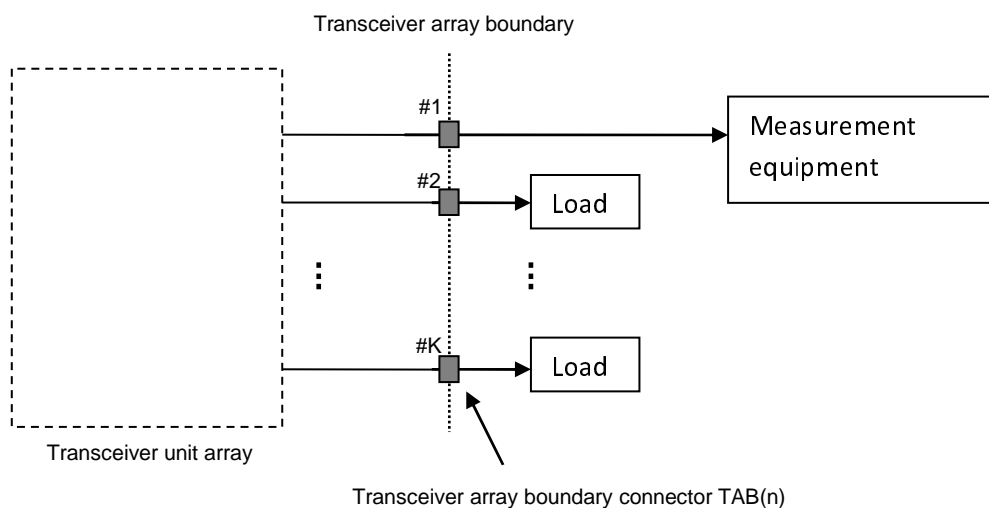 Transceiver array boundary
#1
Measurement
equipment
#2
Load
#K
Load
Transceiver unit array
Transceiver array boundary connector TAB(n)